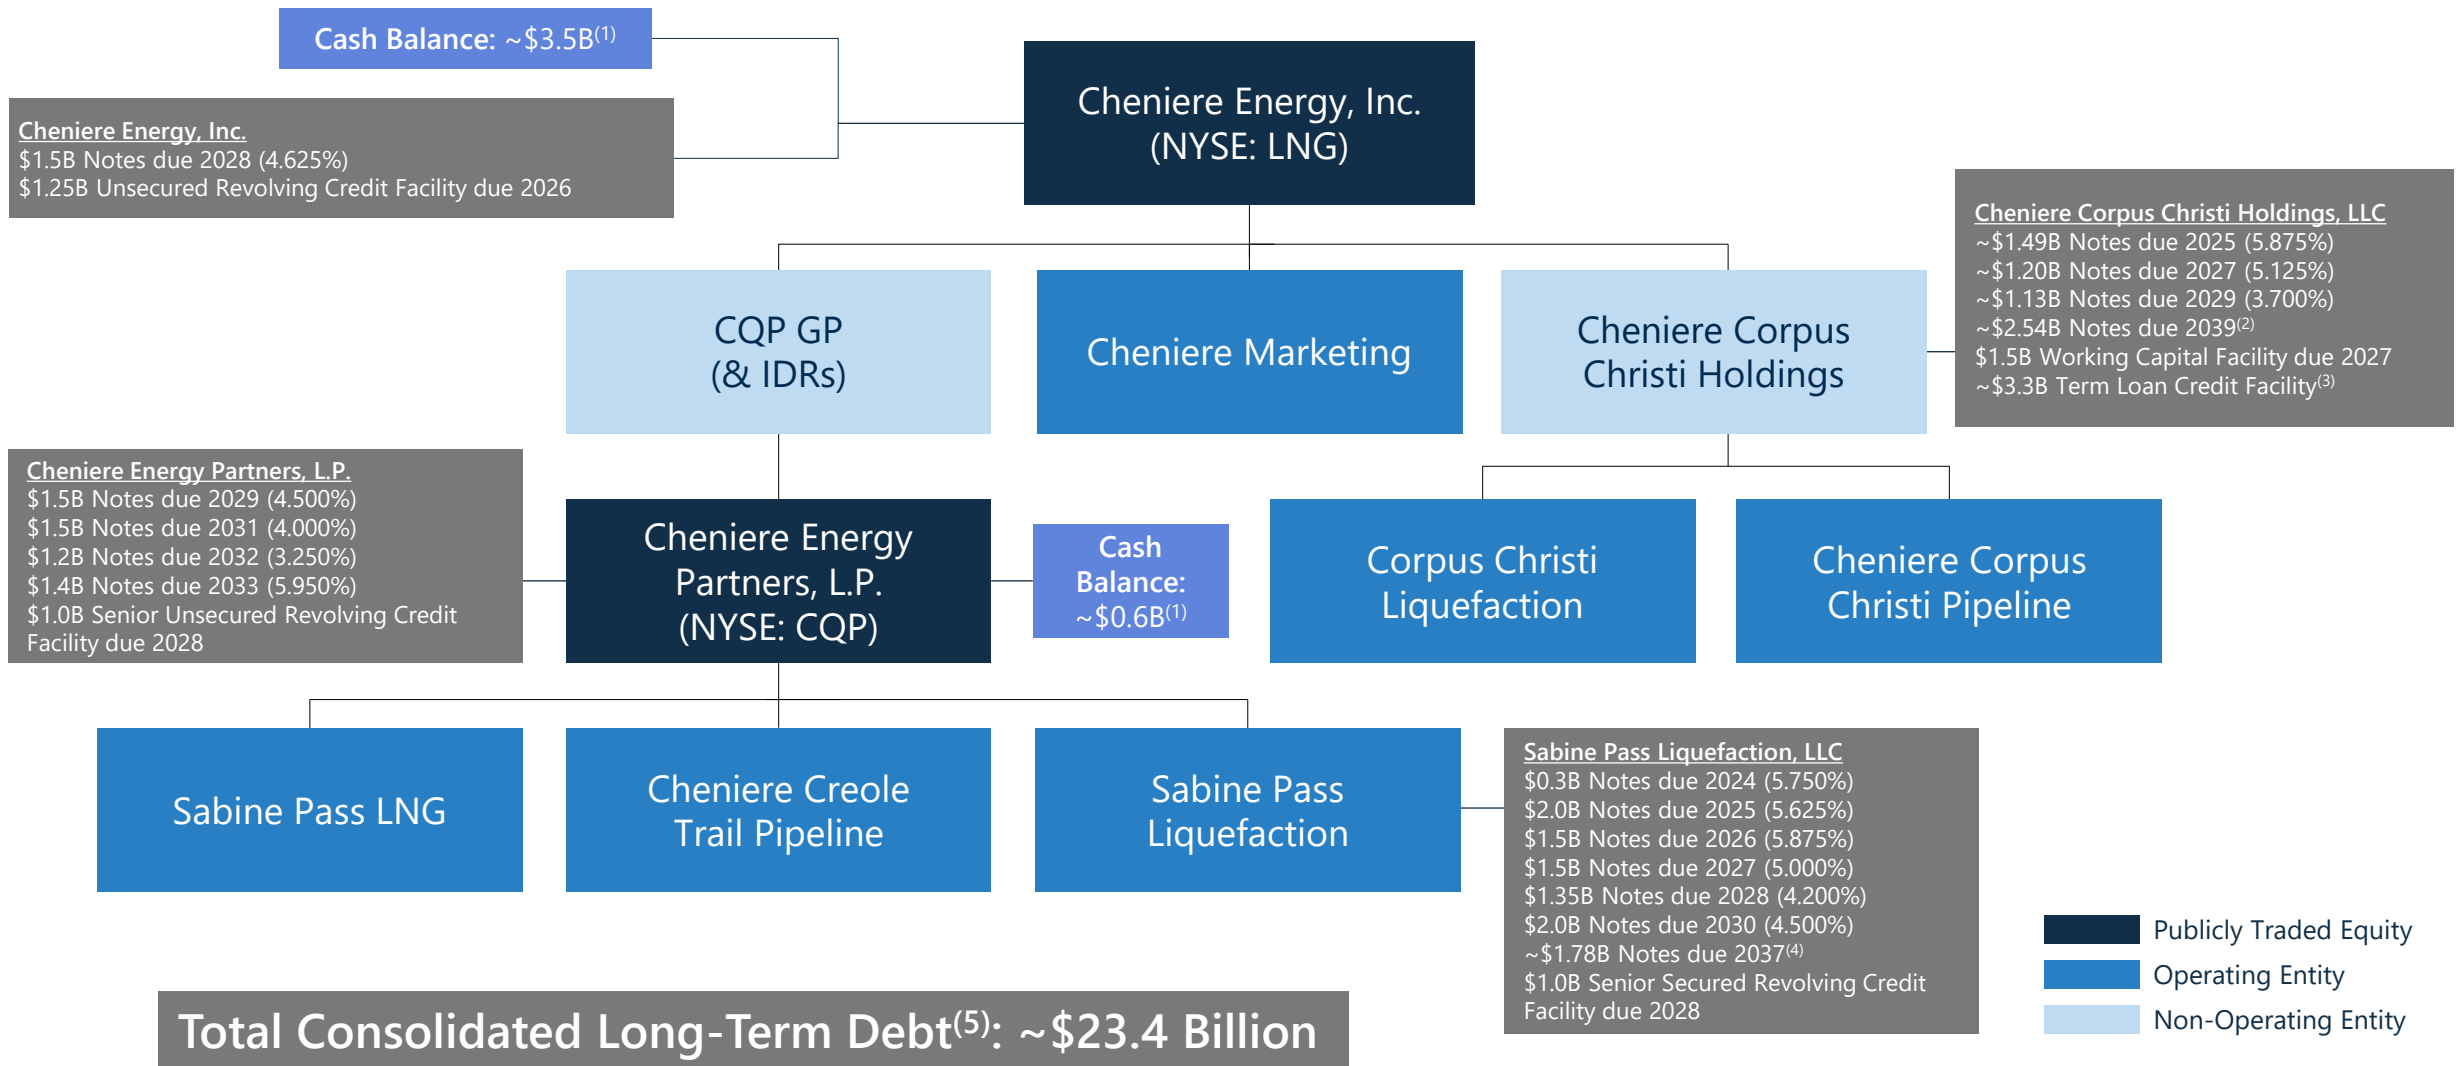 Cash Balance: ~$3.5B(1)
Cheniere Energy, Inc.
(NYSE: LNG)
Cheniere Energy, Inc.
$1.5B Notes due 2028 (4.625%)
$1.25B Unsecured Revolving Credit Facility due 2026
Cheniere Corpus Christi Holdings, LLC
~$1.49B Notes due 2025 (5.875%)
~$1.20B Notes due 2027 (5.125%)
~$1.13B Notes due 2029 (3.700%)
~$2.54B Notes due 2039(2)
$1.5B Working Capital Facility due 2027
~$3.3B Term Loan Credit Facility(3)
CQP GP
(& IDRs)
Cheniere Marketing
Cheniere Corpus
Christi Holdings
Cheniere Energy Partners, L.P.
$1.5B Notes due 2029 (4.500%)
$1.5B Notes due 2031 (4.000%)
$1.2B Notes due 2032 (3.250%)
$1.4B Notes due 2033 (5.950%)
$1.0B Senior Unsecured Revolving Credit
Facility due 2028
Cheniere Energy
Partners, L.P.
(NYSE: CQP)
Cash
Balance:
~$0.6B(1)
Corpus Christi
Liquefaction
Cheniere Corpus
Christi Pipeline
Sabine Pass LNG
Cheniere Creole
Trail Pipeline
Sabine Pass
Liquefaction
Sabine Pass Liquefaction, LLC
$0.3B Notes due 2024 (5.750%)
$2.0B Notes due 2025 (5.625%)
$1.5B Notes due 2026 (5.875%)
$1.5B Notes due 2027 (5.000%)
$1.35B Notes due 2028 (4.200%)
$2.0B Notes due 2030 (4.500%)
~$1.78B Notes due 2037(4)
$1.0B Senior Secured Revolving Credit
Facility due 2028
Publicly Traded Equity
Operating Entity
Non-Operating Entity
Total Consolidated Long-Term Debt(5): ~$23.4 Billion